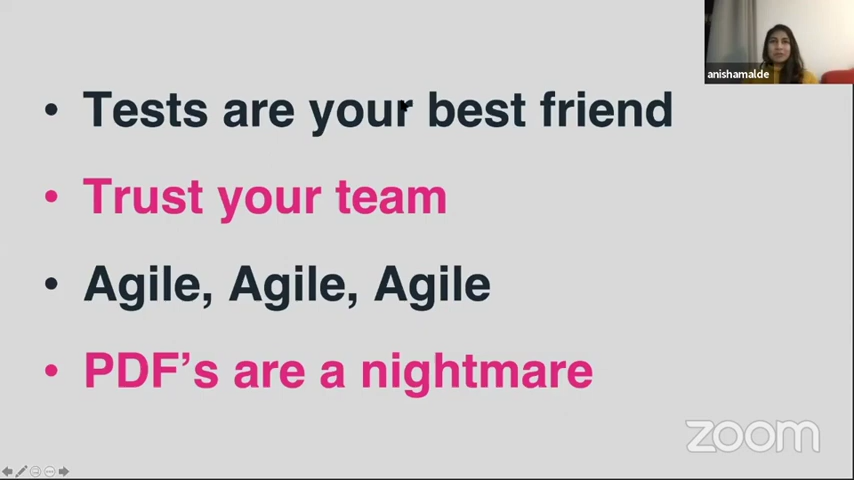 anishamalde
• Tests are your best friend
• Trust your team
• Agile, Agile, Agile
• PDF’s are a nightmare
zoom